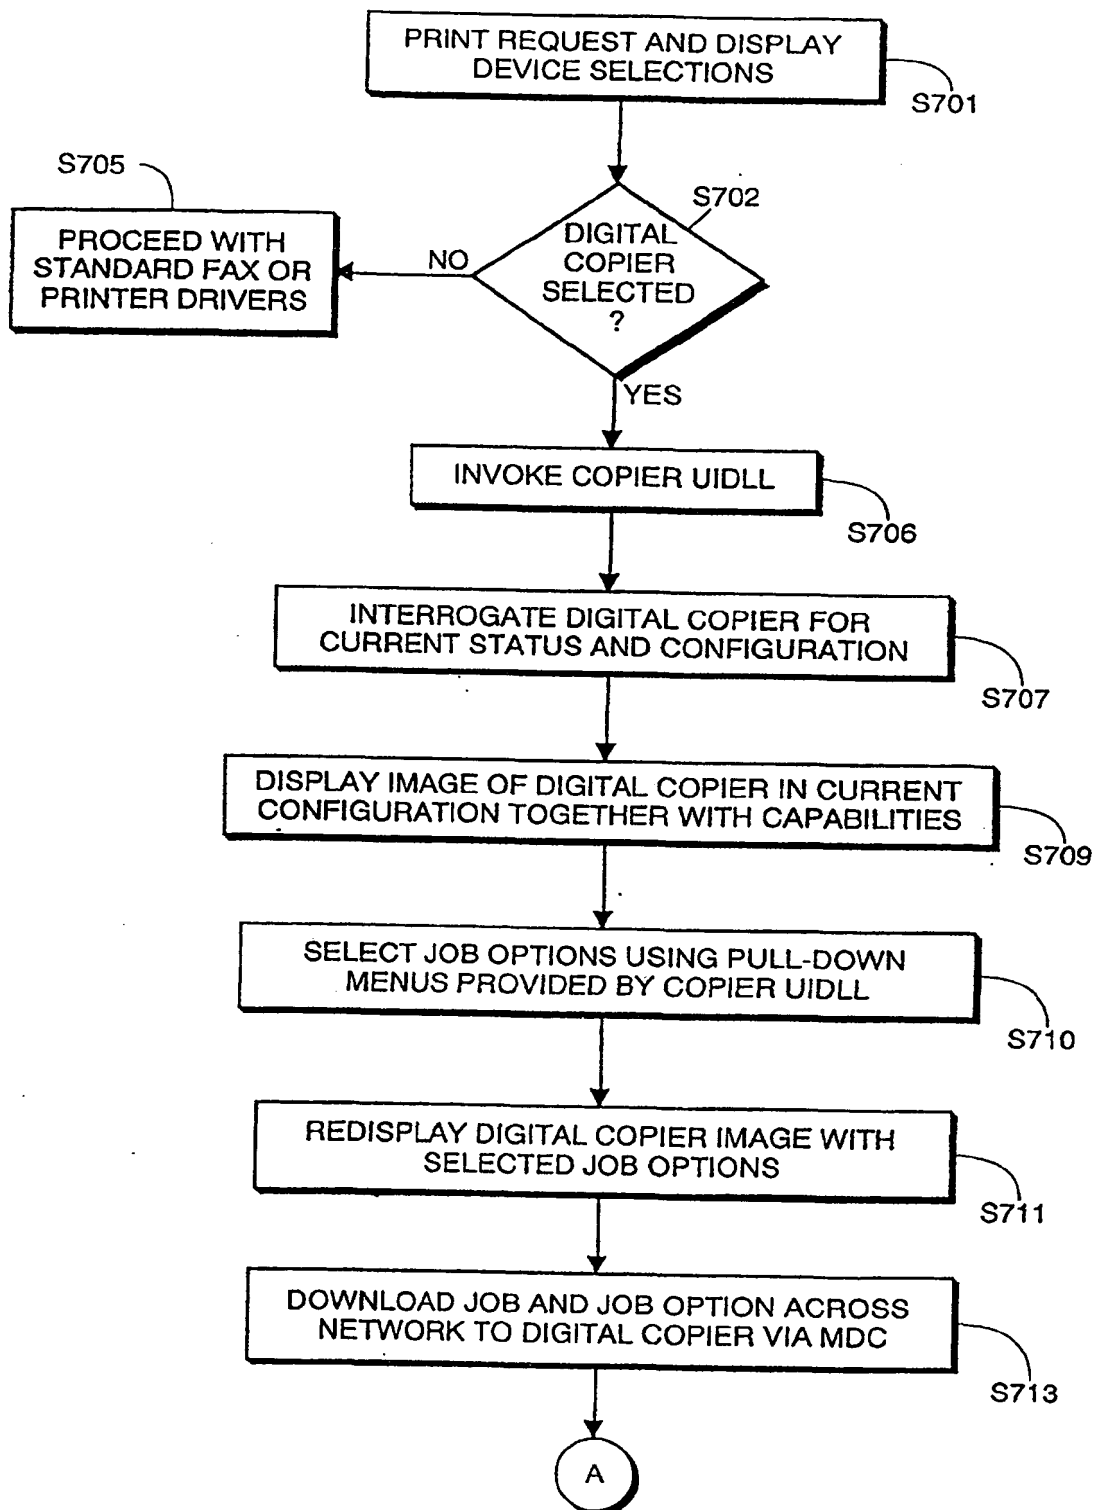 PRINT REQUEST AND DISPLAY
DEVICE SELECTIONS
S701
S705
S702
PROCEED WITH
STANDARD FAX OR
PRINTER DRIVERS
NO
DIGITAL
COPIER
SELECTED
?
YES
INVOKE COPIER UIDLL
S706
INTERROGATE DIGITAL COPIER FOR
CURRENT STATUS AND CONFIGURATION
S707
DISPLAY IMAGE OF DIGITAL COPIER IN CURRENT
CONFIGURATION TOGETHER WITH CAPABILITIES
S709
SELECT JOB OPTIONS USING PULL-DOWN
MENUS PROVIDED BY COPIER UIDLL
S710
REDISPLAY DIGITAL COPIER IMAGE WITH
SELECTED JOB OPTIONS
S711
DOWNLOAD JOB AND JOB OPTION ACROSS
NETWORK TO DIGITAL COPIER VIA MDC
S713
A